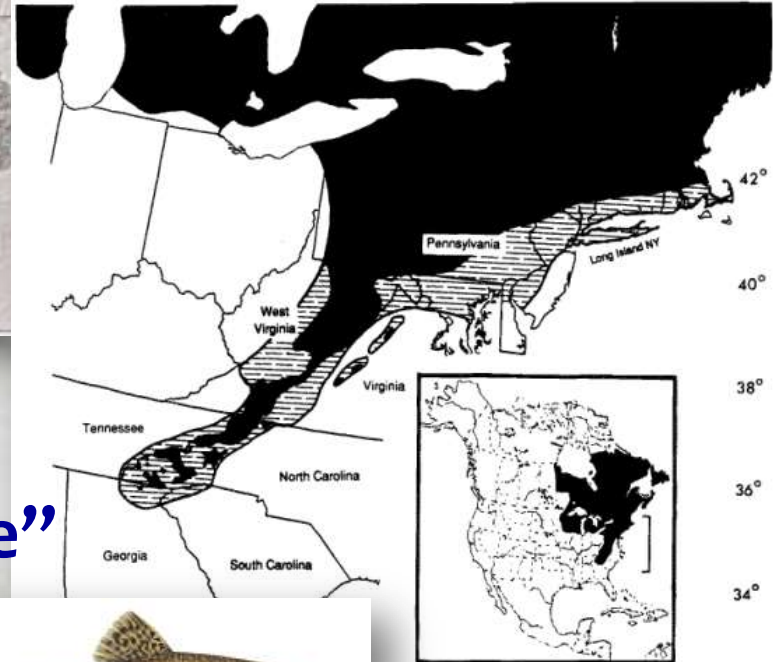 42°
Pennsylvania
Long Island NY
40°
West
Virginia
Virginia
38°
Tennessee
North Carolina
36°
e”
Georgia
South Carolina
34°